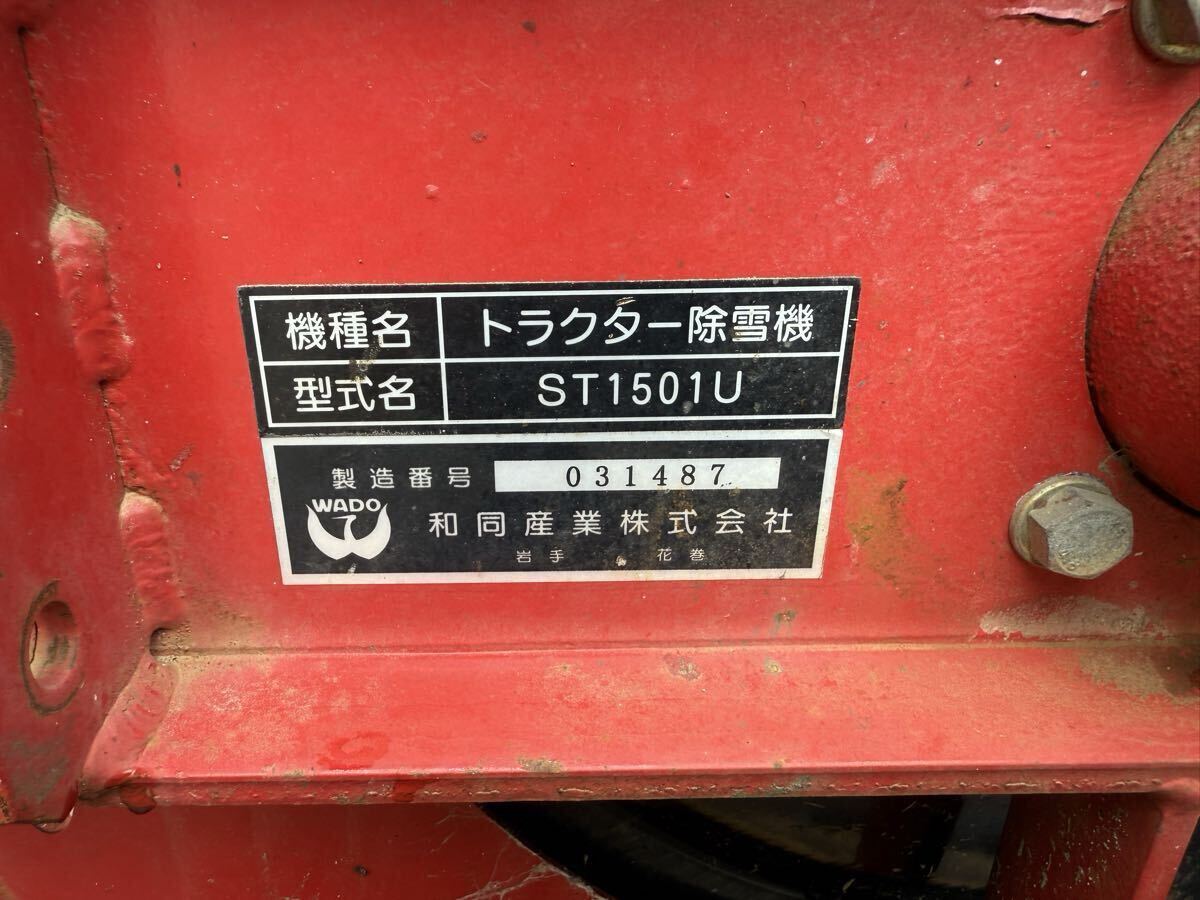 機種名 トラクター除雪機
型式名 ST1501U
製造番号 031487
WADO 和同産業株式会社
岩手 花巻